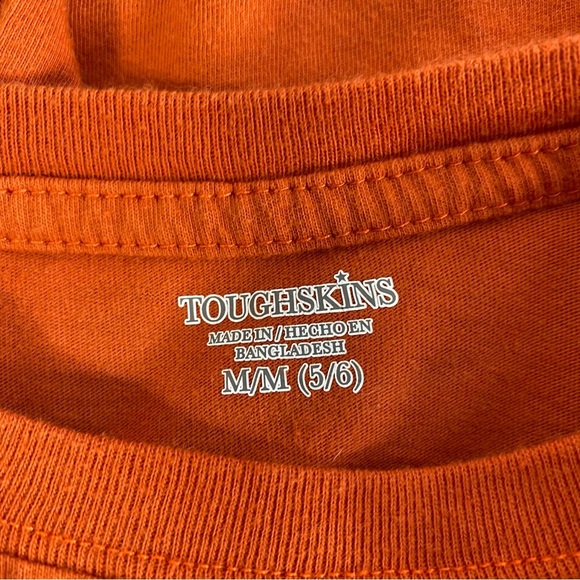 TOUGHSKINS
MADE IN / HECHO EN
BANGLADESH
M/M (5/6)